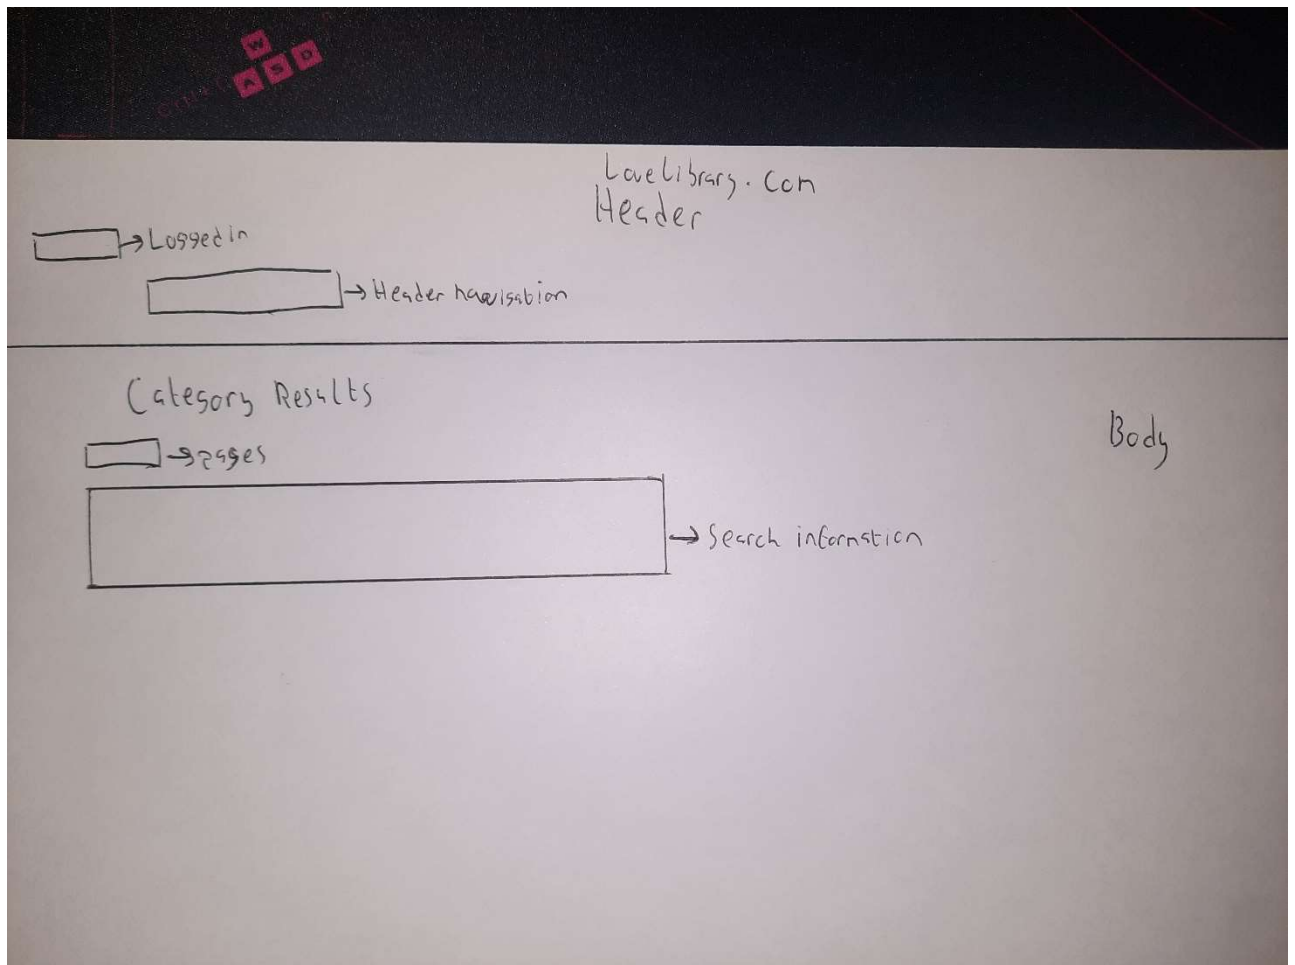 W
A S D
LoveLibrary.com
Header
Logged in
Header navigation
Category Results
Body
pages
Search information